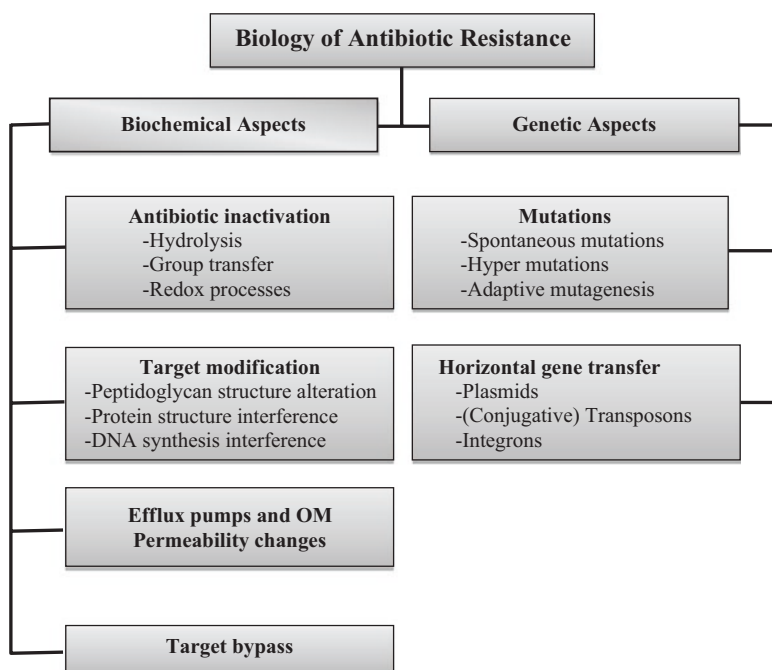 Biology of Antibiotic Resistance
Biochemical Aspects
Genetic Aspects
Antibiotic inactivation
-Hydrolysis
-Group transfer
-Redox processes
Mutations
-Spontaneous mutations
-Hyper mutations
-Adaptive mutagenesis
Target modification
-Peptidoglycan structure alteration
-Protein structure interference
-DNA synthesis interference
Horizontal gene transfer
-Plasmids
-(Conjugative) Transposons
-Integrons
Efflux pumps and OM
Permeability changes
Target bypass